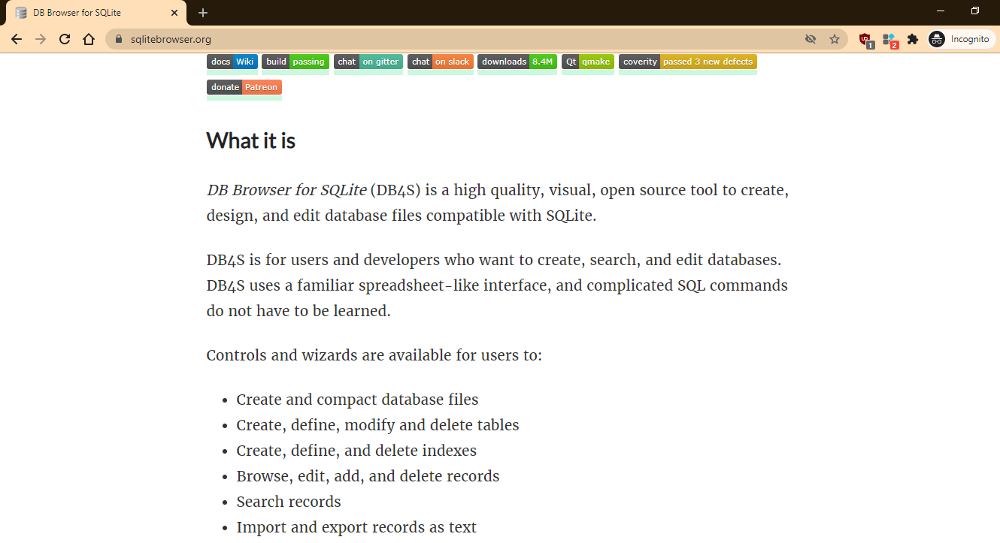 DB Browser for SQLite
sqlitebrowser.org
1
2
Incognito
docs Wiki build passing chat on gitter chat on slack downloads 8.4M Qt qmake coverity passed 3 new defects
donate Patreon
What it is
DB Browser for SQLite (DB4S) is a high quality, visual, open source tool to create,
design, and edit database files compatible with SQLite.
DB4S is for users and developers who want to create, search, and edit databases.
DB4S uses a familiar spreadsheet-like interface, and complicated SQL commands
do not have to be learned.
Controls and wizards are available for users to:
• Create and compact database files
• Create, define, modify and delete tables
• Create, define, and delete indexes
• Browse, edit, add, and delete records
• Search records
• Import and export records as text